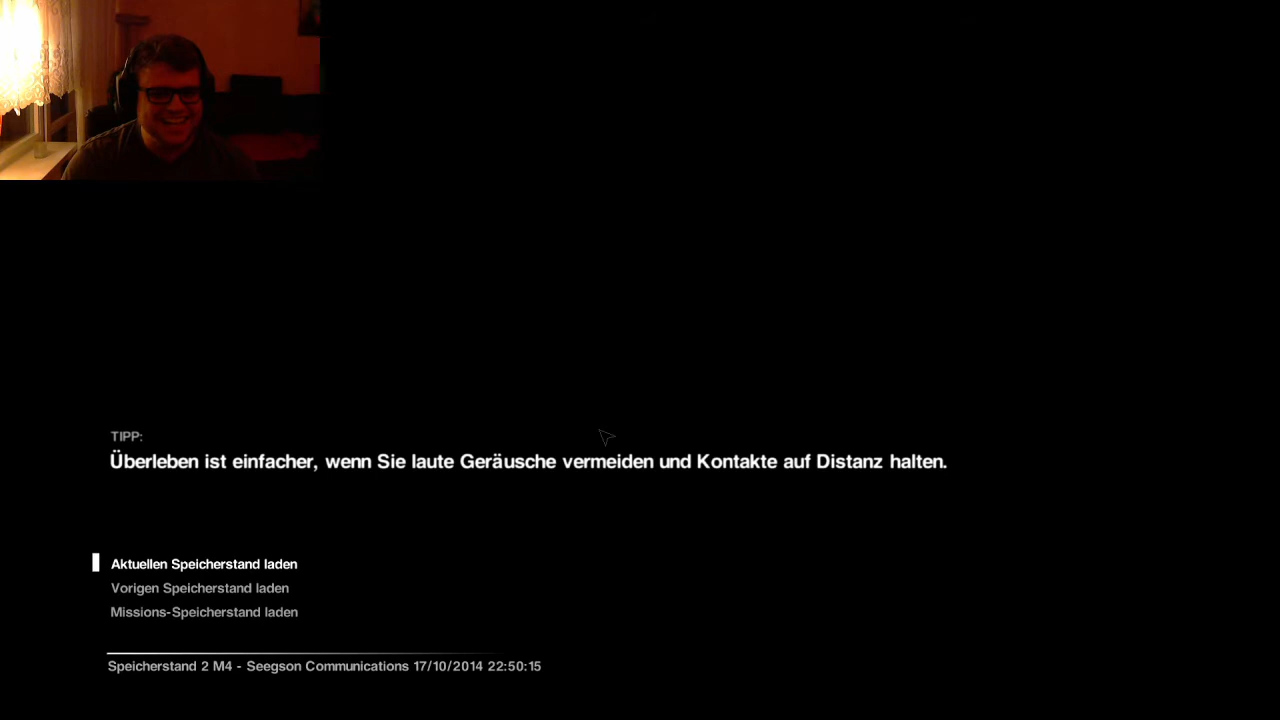 TIPP:
Überleben ist einfacher, wenn Sie laute Geräusche vermeiden und Kontakte auf Distanz halten.
Aktuellen Speicherstand laden
Vorigen Speicherstand laden
Missions-Speicherstand laden
Speicherstand 2 M4 - Seegson Communications 17/10/2014 22:50:15